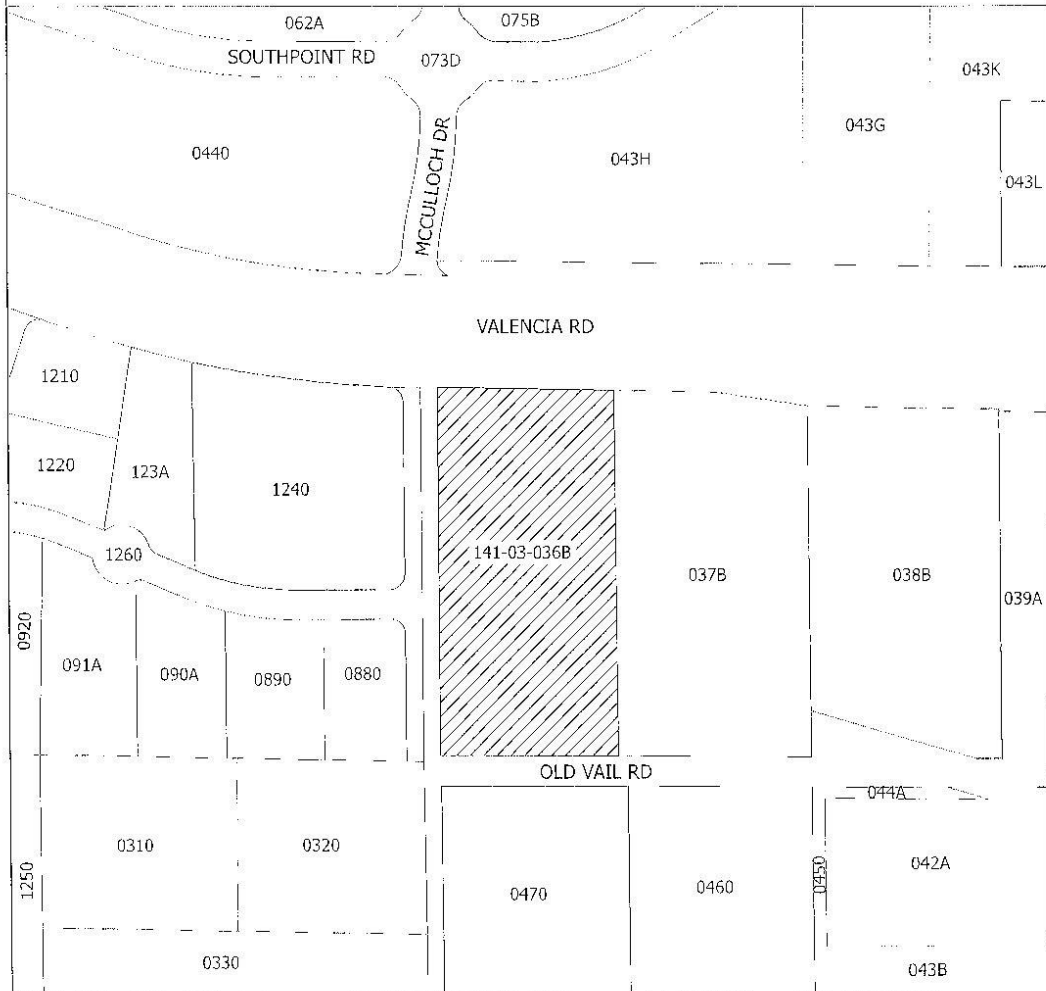 062A
075B
SOUTHPOINT RD
073D
043K
043G
0440
MCCULLOCH DR
043H
043L
VALENCIA RD
1210
1220
123A
1240
1260
141-03-036B
037B
038B
039A
0920
091A
090A
0890
0880
OLD VAIL RD
044A
0310
0320
1250
0470
0460
0450
042A
0330
043B